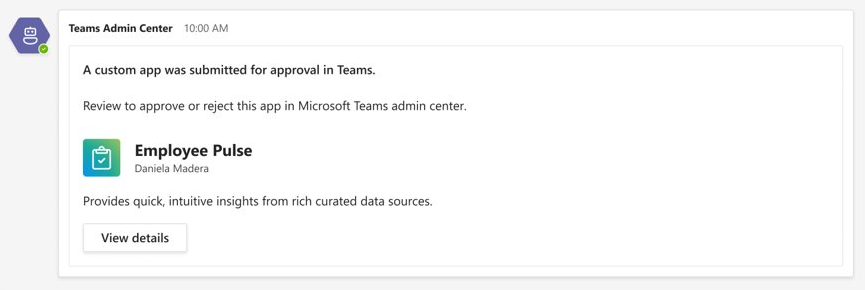 Teams Admin Center 10:00 AM
A custom app was submitted for approval in Teams.
Review to approve or reject this app in Microsoft Teams admin center.
Employee Pulse
Daniela Madera
Provides quick, intuitive insights from rich curated data sources.
View details